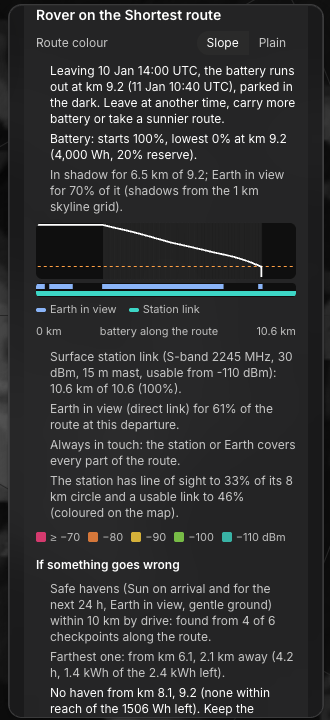 Rover on the Shortest route
Route colour
Slope
Plain
Leaving 10 Jan 14:00 UTC, the battery runs
out at km 9.2 (11 Jan 10:40 UTC), parked in
the dark. Leave at another time, carry more
battery or take a sunnier route.
Battery: starts 100%, lowest 0% at km 9.2
(4,000 Wh, 20% reserve).
In shadow for 6.5 km of 9.2; Earth in view
for 70% of it (shadows from the 1 km
skyline grid).
Earth in view
Station link
0 km
battery along the route
10.6 km
Surface station link (S-band 2245 MHz, 30
dBm, 15 m mast, usable from -110 dBm):
10.6 km of 10.6 (100%).
Earth in view (direct link) for 61% of the
route at this departure.
Always in touch: the station or Earth covers
every part of the route.
The station has line of sight to 33% of its 8
km circle and a usable link to 46%
(coloured on the map).
≥ −70
−80
−90
−100
−110 dBm
If something goes wrong
Safe havens (Sun on arrival and for the
next 24 h, Earth in view, gentle ground)
within 10 km by drive: found from 4 of 6
checkpoints along the route.
Farthest one: from km 6.1, 2.1 km away (4.2
h, 1.4 kWh of the 2.4 kWh left).
No haven from km 8.1, 9.2 (none within
reach of the 1506 Wh left). Keep the